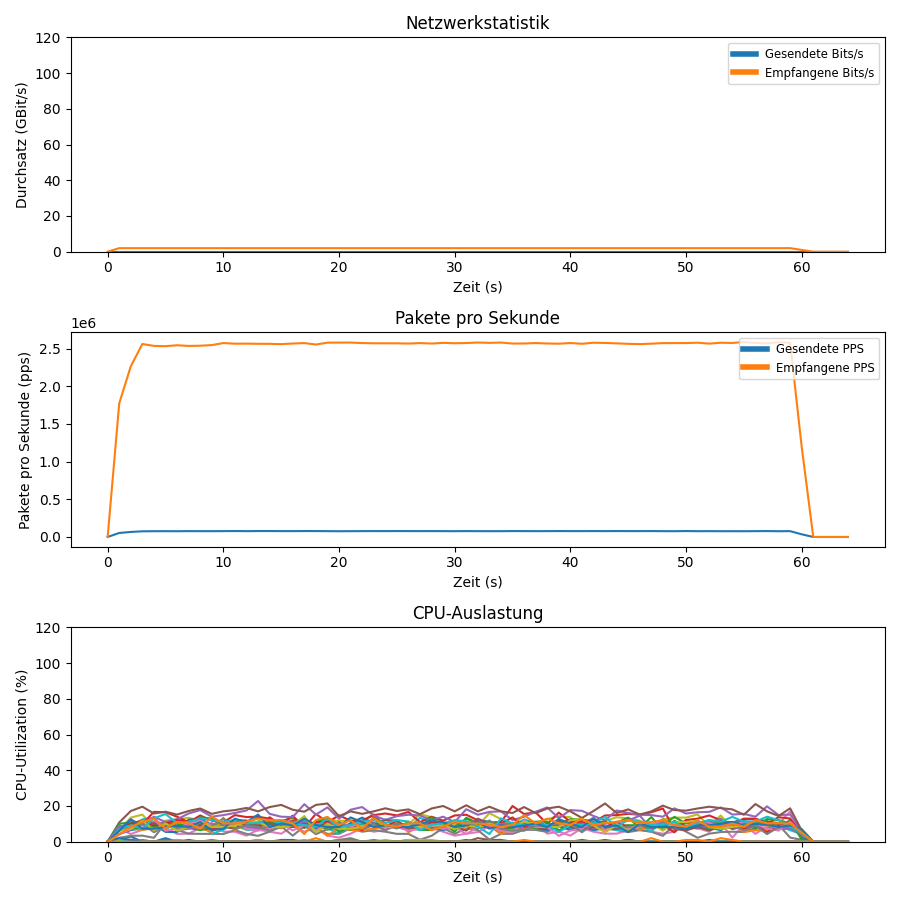 Netzwerkstatistik
120
100
80
60
40
20
0
Durchsatz (GBit/s)
Gesendete Bits/s
Empfangene Bits/s
0 10 20 30 40 50 60
Zeit (s)
Pakete pro Sekunde
1e6
2.5
2.0
1.5
1.0
0.5
0.0
Pakete pro Sekunde (pps)
Gesendete PPS
Empfangene PPS
0 10 20 30 40 50 60
Zeit (s)
CPU-Auslastung
120
100
80
60
40
20
0
CPU-Utilization (%)
0 10 20 30 40 50 60
Zeit (s)